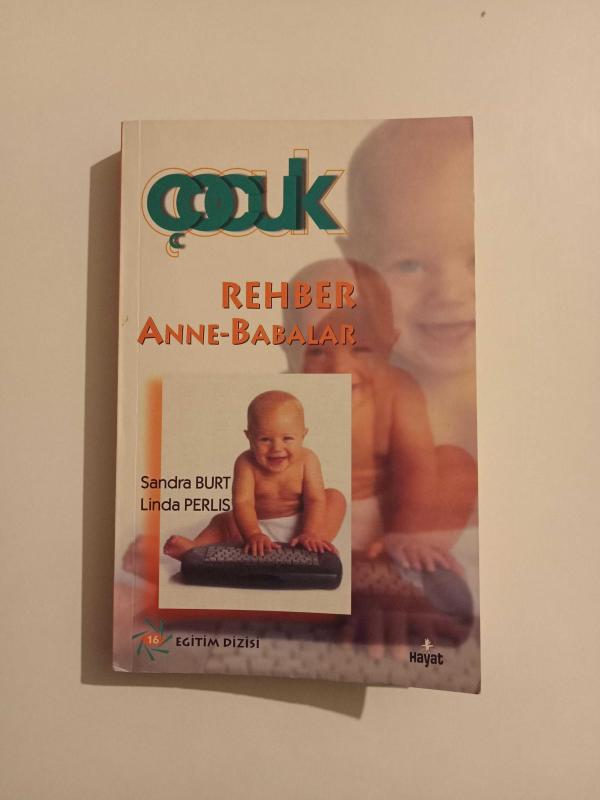 çocuk
REHBER
ANNE-BABALAR
Sandra BURT
Linda PERLIS
16 EĞİTİM DİZİSİ
Hayat